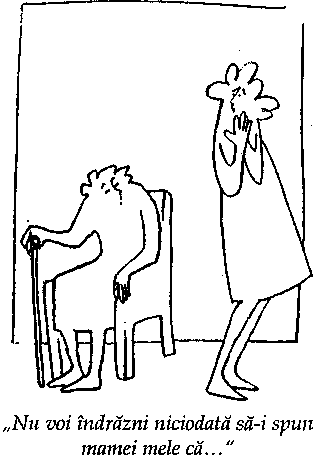 „Nu voi îndrăzni niciodată să-i spun
mamei mele că…“